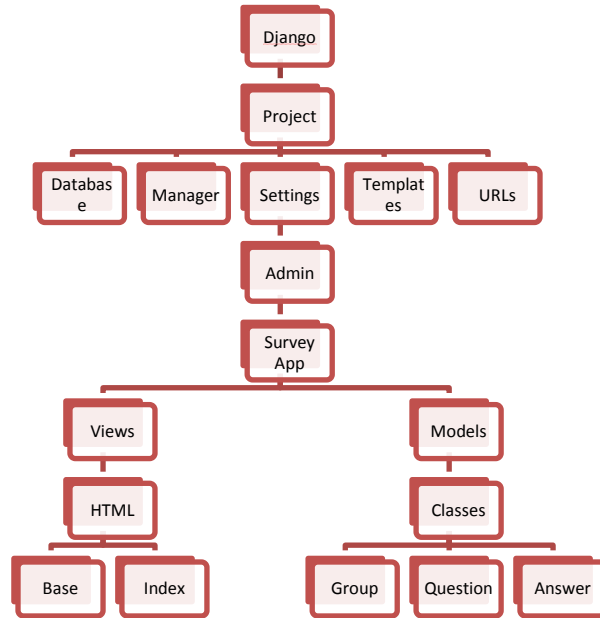 Django
Project
Databas
e
Manager
Settings
Templat
es
URLs
Admin
Survey
App
Views
Models
HTML
Classes
Base
Index
Group
Question
Answer